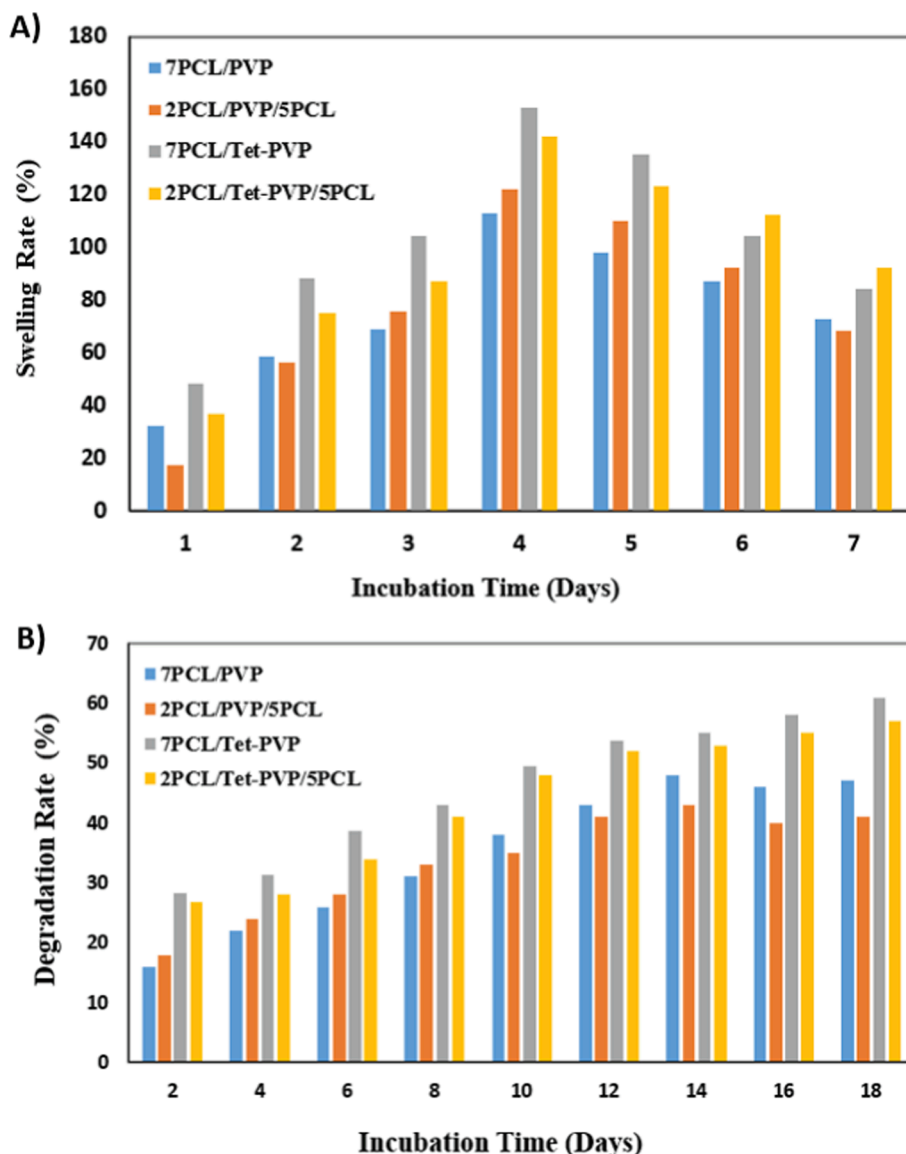 A)
Swelling Rate (%)
180
160
140
120
100
80
60
40
20
0
7PCL/PVP
2PCL/PVP/5PCL
7PCL/Tet-PVP
2PCL/Tet-PVP/5PCL
1 2 3 4 5 6 7
Incubation Time (Days)
B)
Degradation Rate (%)
70
60
50
40
30
20
10
0
7PCL/PVP
2PCL/PVP/5PCL
7PCL/Tet-PVP
2PCL/Tet-PVP/5PCL
2 4 6 8 10 12 14 16 18
Incubation Time (Days)